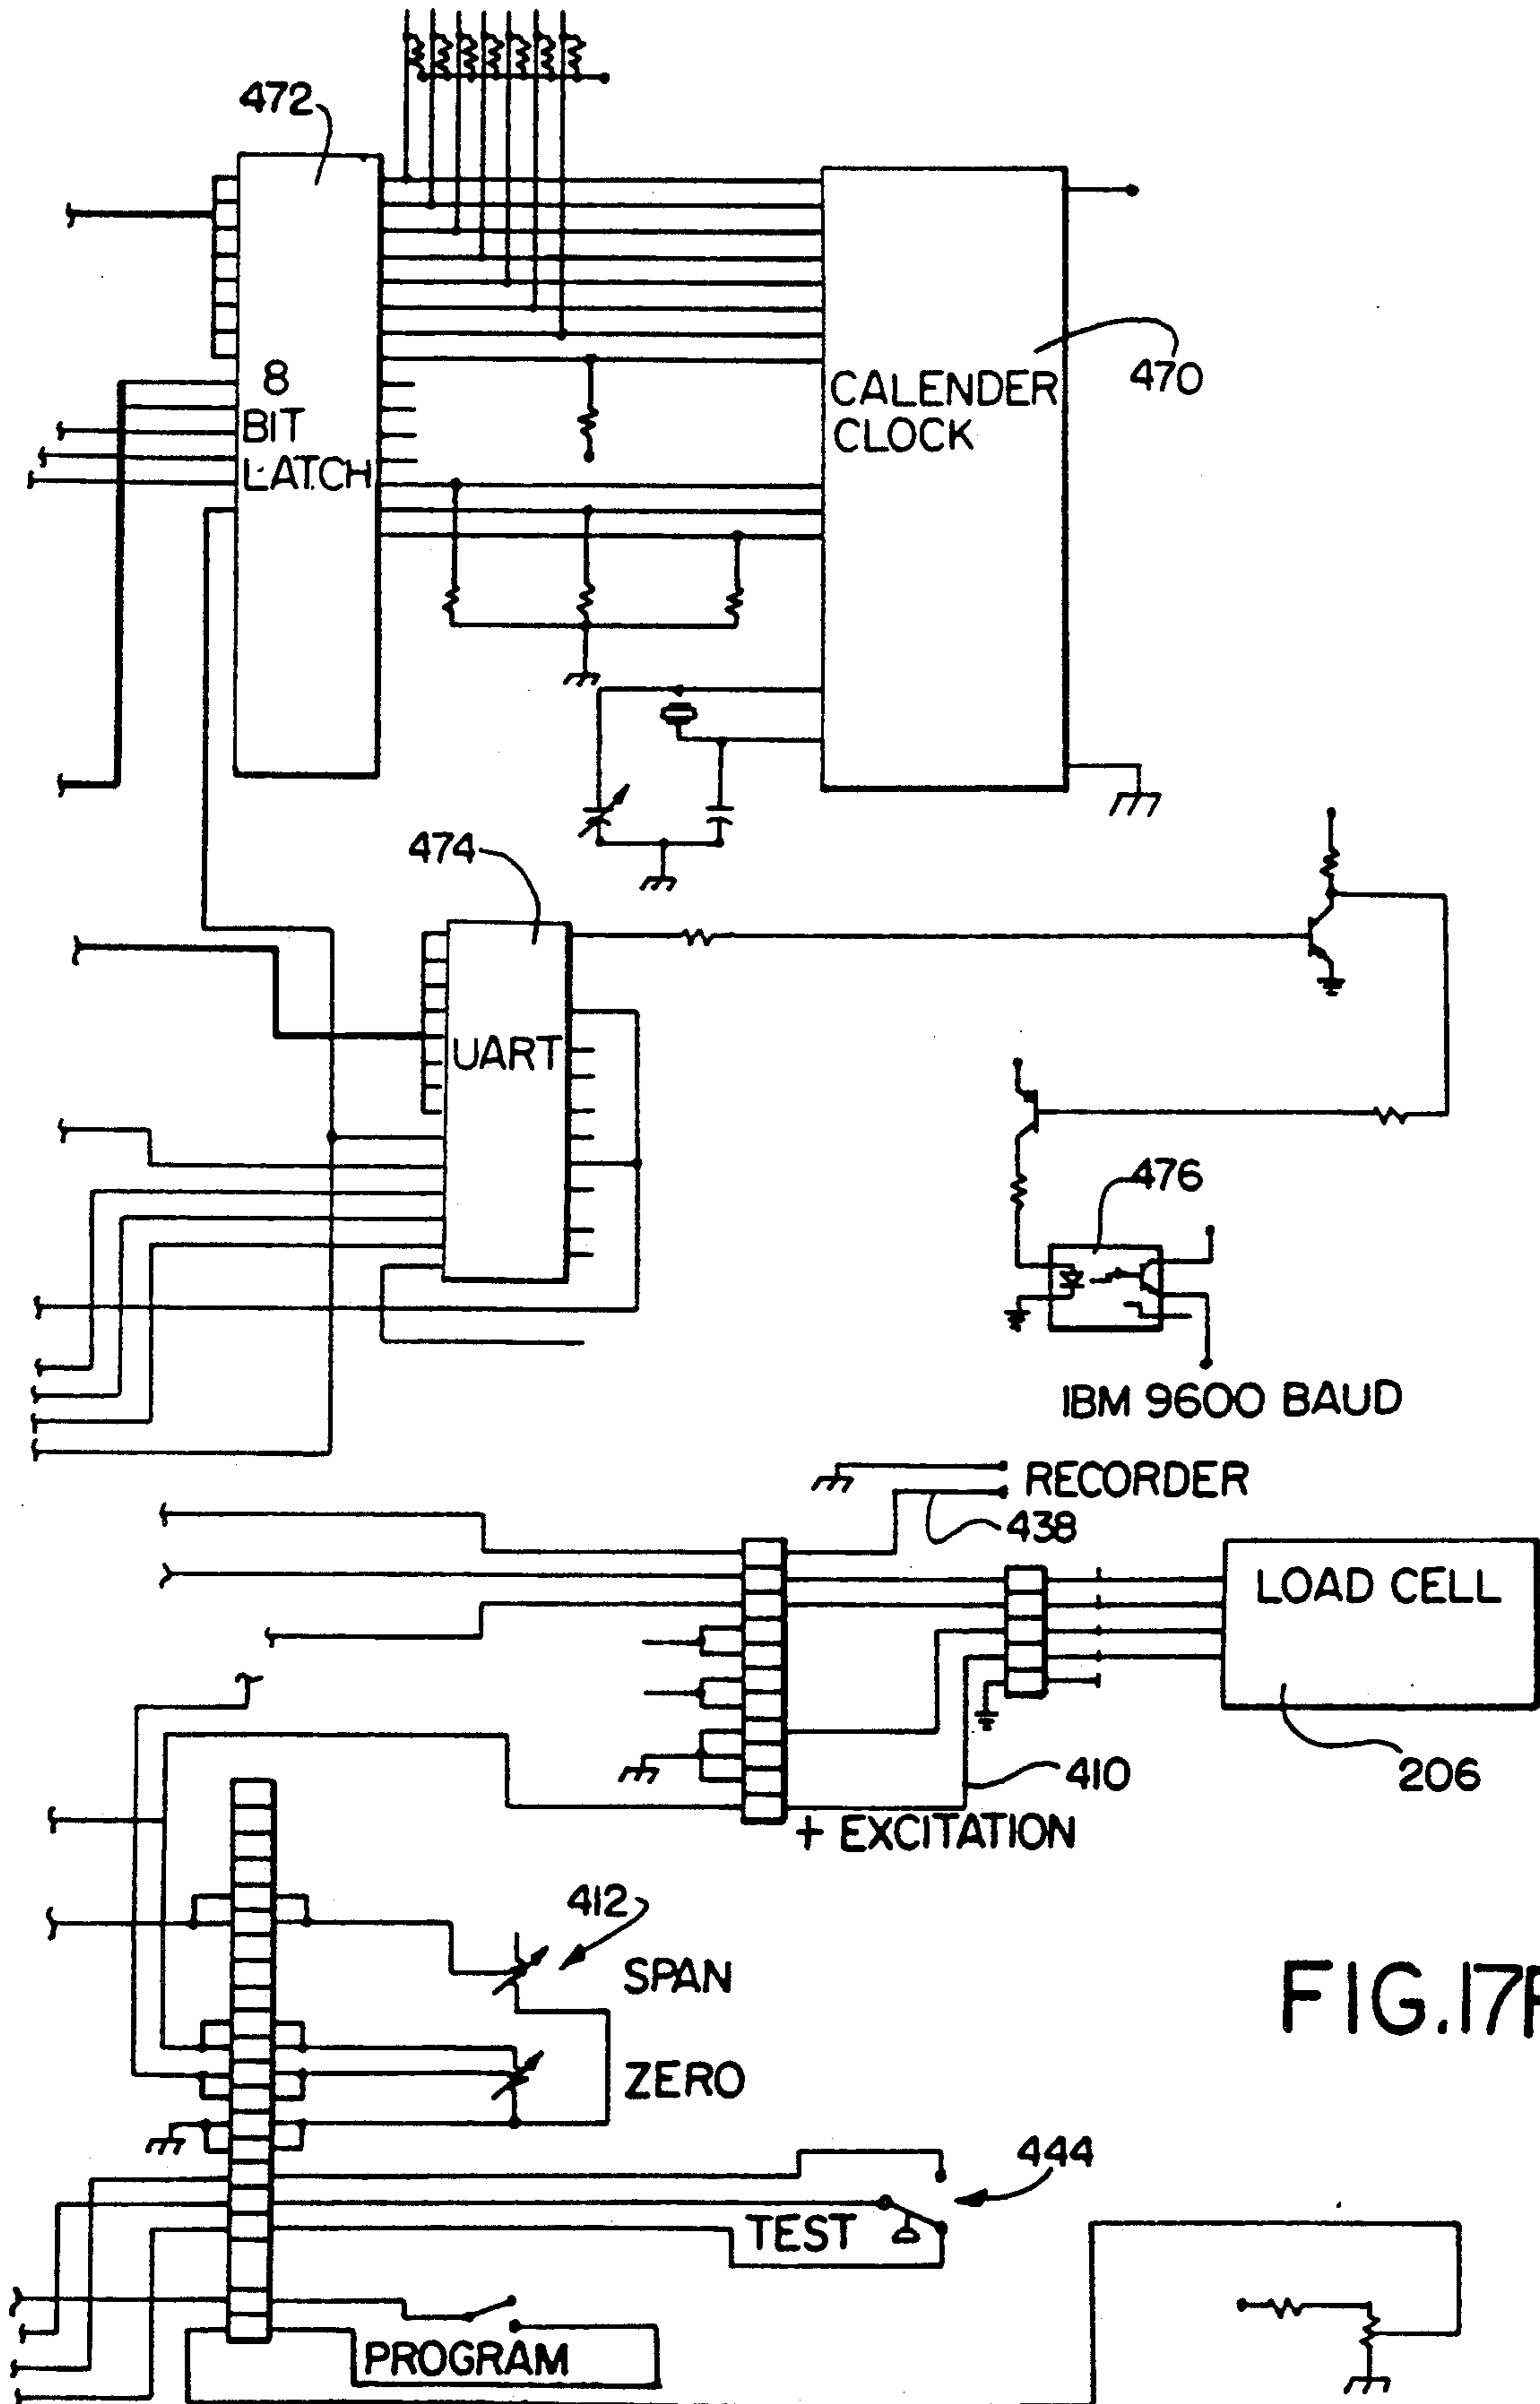 472
8
BIT
LATCH
CALENDER
CLOCK
470
474
UART
476
IBM 9600 BAUD
RECORDER
438
LOAD CELL
206
410
+ EXCITATION
412
SPAN
ZERO
444
TEST
PROGRAM